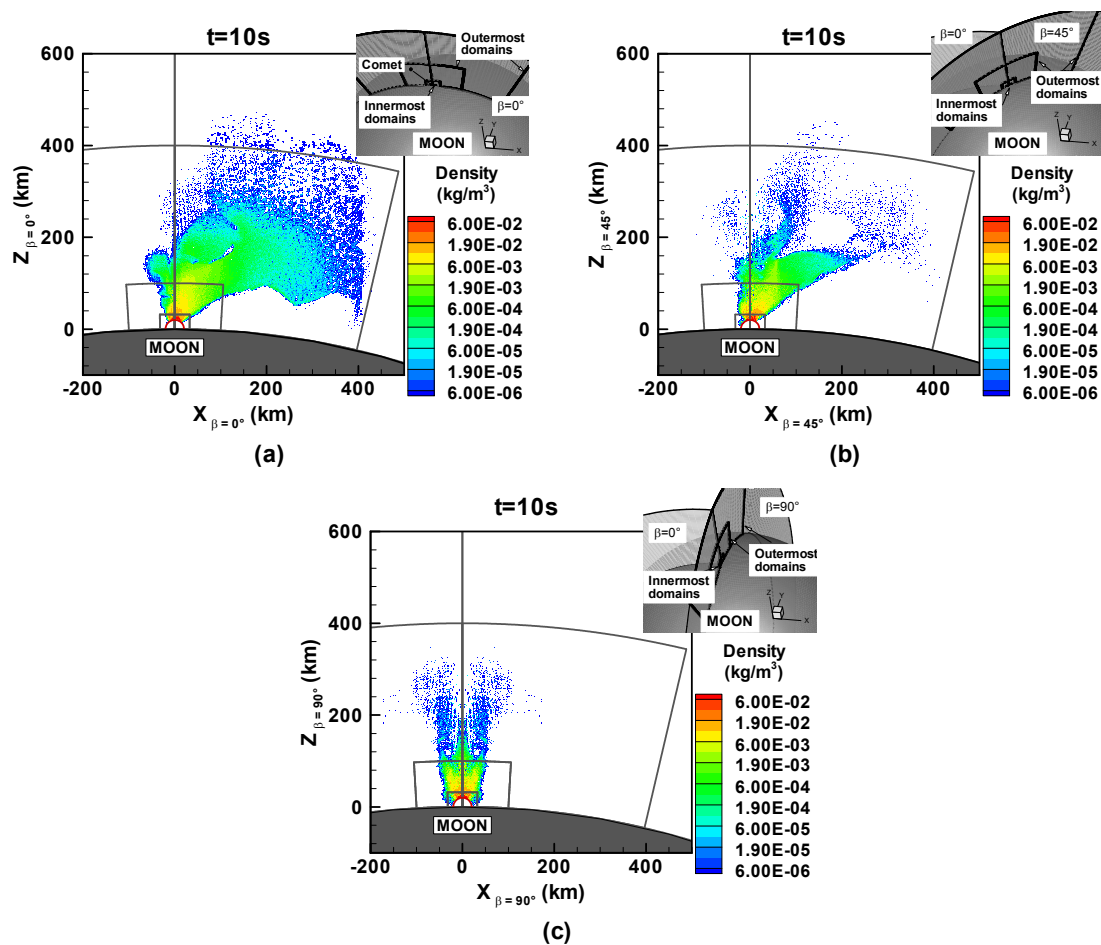 t=10s
600
400
200
0
-200
0
200
400
Z β = 0° (km)
X β = 0° (km)
MOON
Comet
Outermost
domains
Innermost
domains
β=0°
MOON
Z
Y
X
Density
(kg/m³)
6.00E-02
1.90E-02
6.00E-03
1.90E-03
6.00E-04
1.90E-04
6.00E-05
1.90E-05
6.00E-06
(a)
t=10s
600
400
200
0
-200
0
200
400
Z β = 45° (km)
X β = 45° (km)
MOON
β=0°
β=45°
Outermost
domains
Innermost
domains
MOON
Z
Y
X
Density
(kg/m³)
6.00E-02
1.90E-02
6.00E-03
1.90E-03
6.00E-04
1.90E-04
6.00E-05
1.90E-05
6.00E-06
(b)
t=10s
600
400
200
0
-200
0
200
400
Z β = 90° (km)
X β = 90° (km)
MOON
β=90°
β=0°
Outermost
domains
Innermost
domains
MOON
Z
Y
X
Density
(kg/m³)
6.00E-02
1.90E-02
6.00E-03
1.90E-03
6.00E-04
1.90E-04
6.00E-05
1.90E-05
6.00E-06
(c)